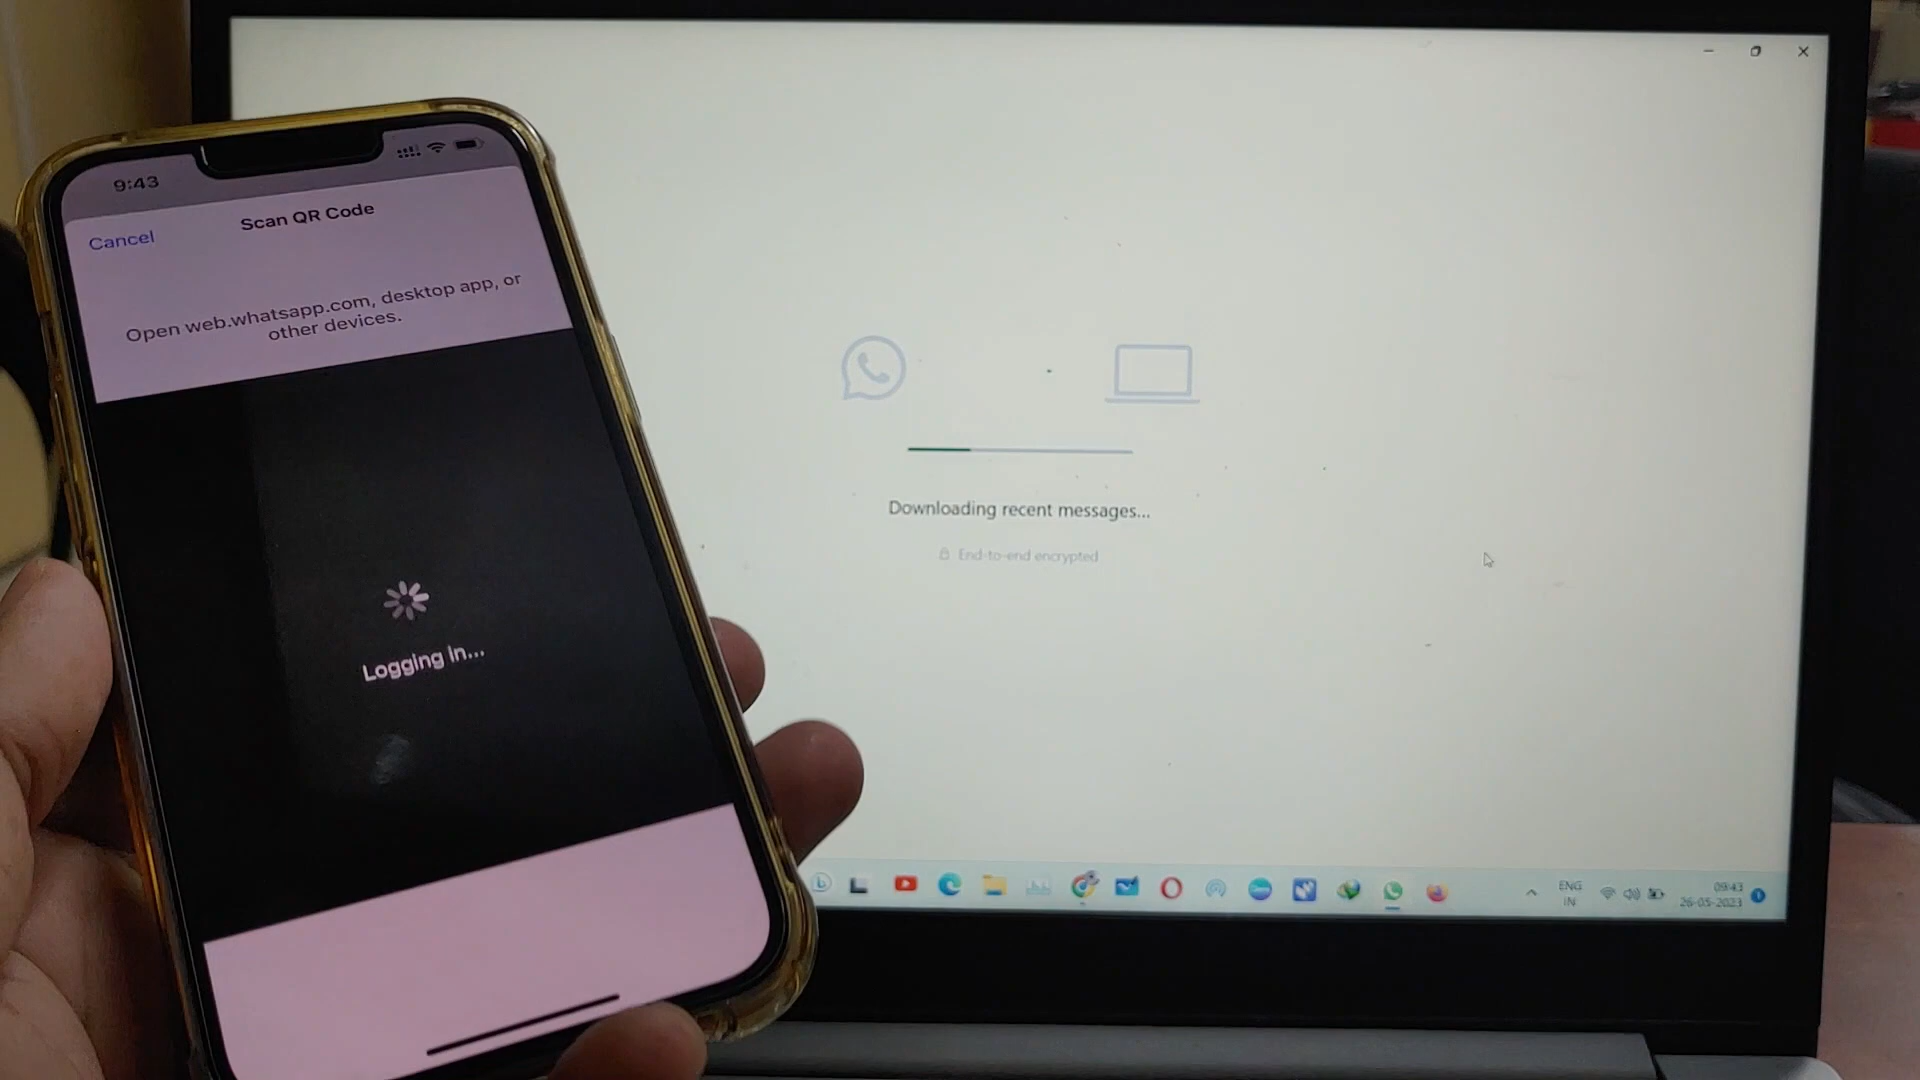 9:43
Scan QR Code
Cancel
Open web.whatsapp.com, desktop app, or
other devices.
Logging in...
Downloading recent messages...
End-to-end encrypted
ENG
IN
09:43
26-05-2023